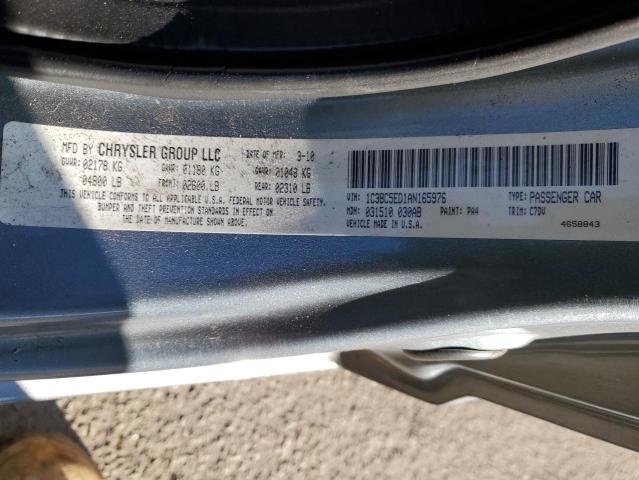 MFD BY CHRYSLER GROUP LLC DATE OF MFR: 3-10
GVWR: 02178 KG GAWR: 01180 KG GAWR: 01048 KG
04800 LB FRONT: 02600 LB REAR: 02310 LB
THIS VEHICLE CONFORMS TO ALL APPLICABLE U.S.A. FEDERAL MOTOR VEHICLE SAFETY,
BUMPER AND THEFT PREVENTION STANDARDS IN EFFECT ON
THE DATE OF MANUFACTURE SHOWN ABOVE.
VIN: 1C3BC5ED1AN165976 TYPE: PASSENGER CAR
MDH: 031510 030AB PAINT: PA4 TRIM: C7DV
VEHICLE MADE IN U.S.A. 4658843